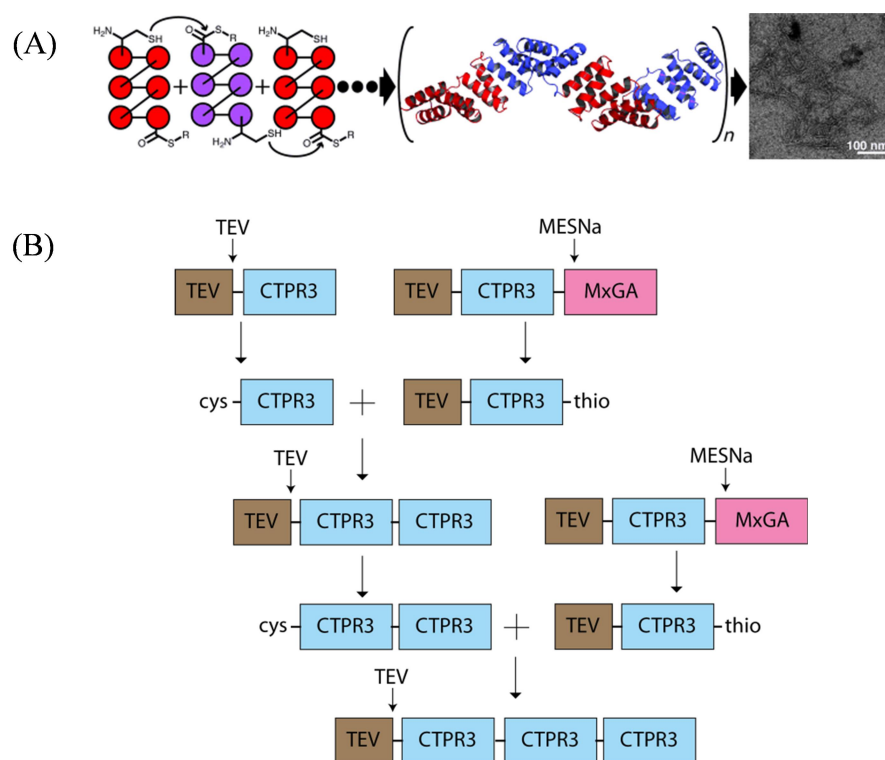 (A)
H₂N SH O S-R H₂N SH
+ + n
O S-R H₂N SH O S-R
100 nm
(B)
TEV MESNa
TEV CTPR3 TEV CTPR3 MxGA
cys CTPR3 + TEV CTPR3 thio
TEV MESNa
TEV CTPR3 CTPR3 TEV CTPR3 MxGA
cys CTPR3 CTPR3 + TEV CTPR3 thio
TEV
TEV CTPR3 CTPR3 CTPR3